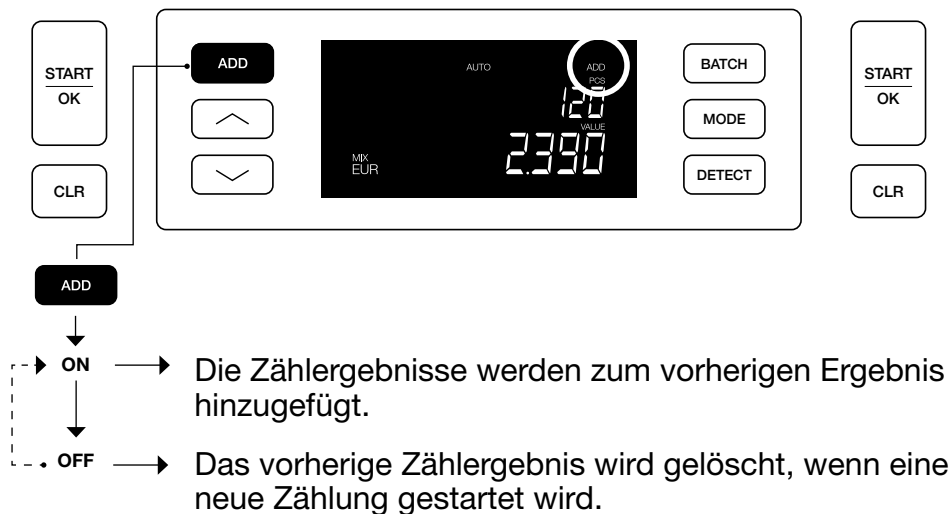 START
OK
CLR
ADD
AUTO
ADD
PCS
120
VALUE
2.390
MIX
EUR
BATCH
MODE
DETECT
START
OK
CLR
ADD
ON
Die Zählergebnisse werden zum vorherigen Ergebnis
hinzugefügt.
OFF
Das vorherige Zählergebnis wird gelöscht, wenn eine
neue Zählung gestartet wird.